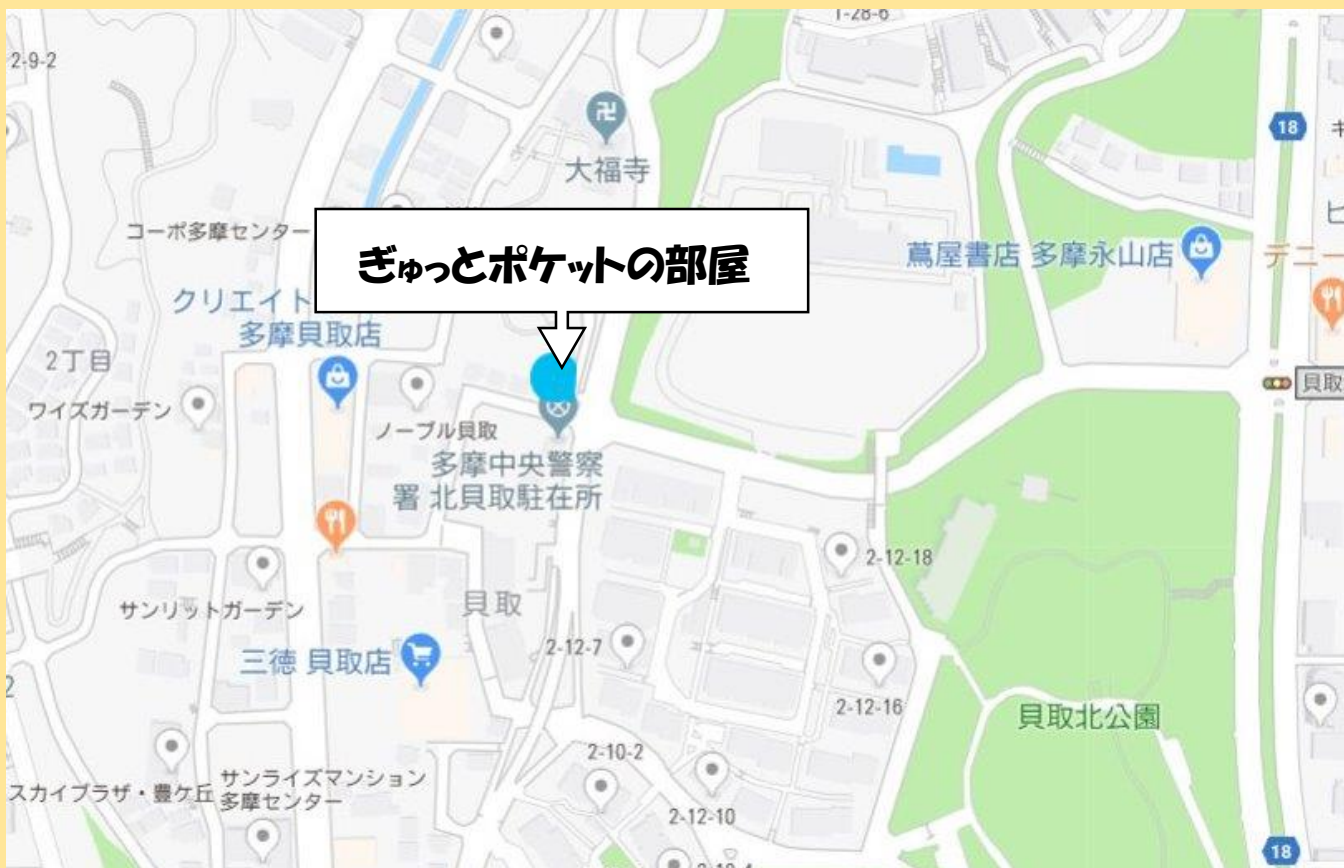 1-28-6
2-9-2
卍
18
大福寺
コーポ多摩センター
ぎゅっとポケットの部屋
蔦屋書店 多摩永山店
デニー
クリエイト
多摩貝取店
2丁目
貝取
ワイズガーデン
ノーブル貝取
多摩中央警察
署 北貝取駐在所
2-12-18
サンリットガーデン
貝取
2-12-7
三徳 貝取店
2-12-16
貝取北公園
2-10-2
サンライズマンション
多摩センター
スカイプラザ・豊ケ丘
2-12-10
18